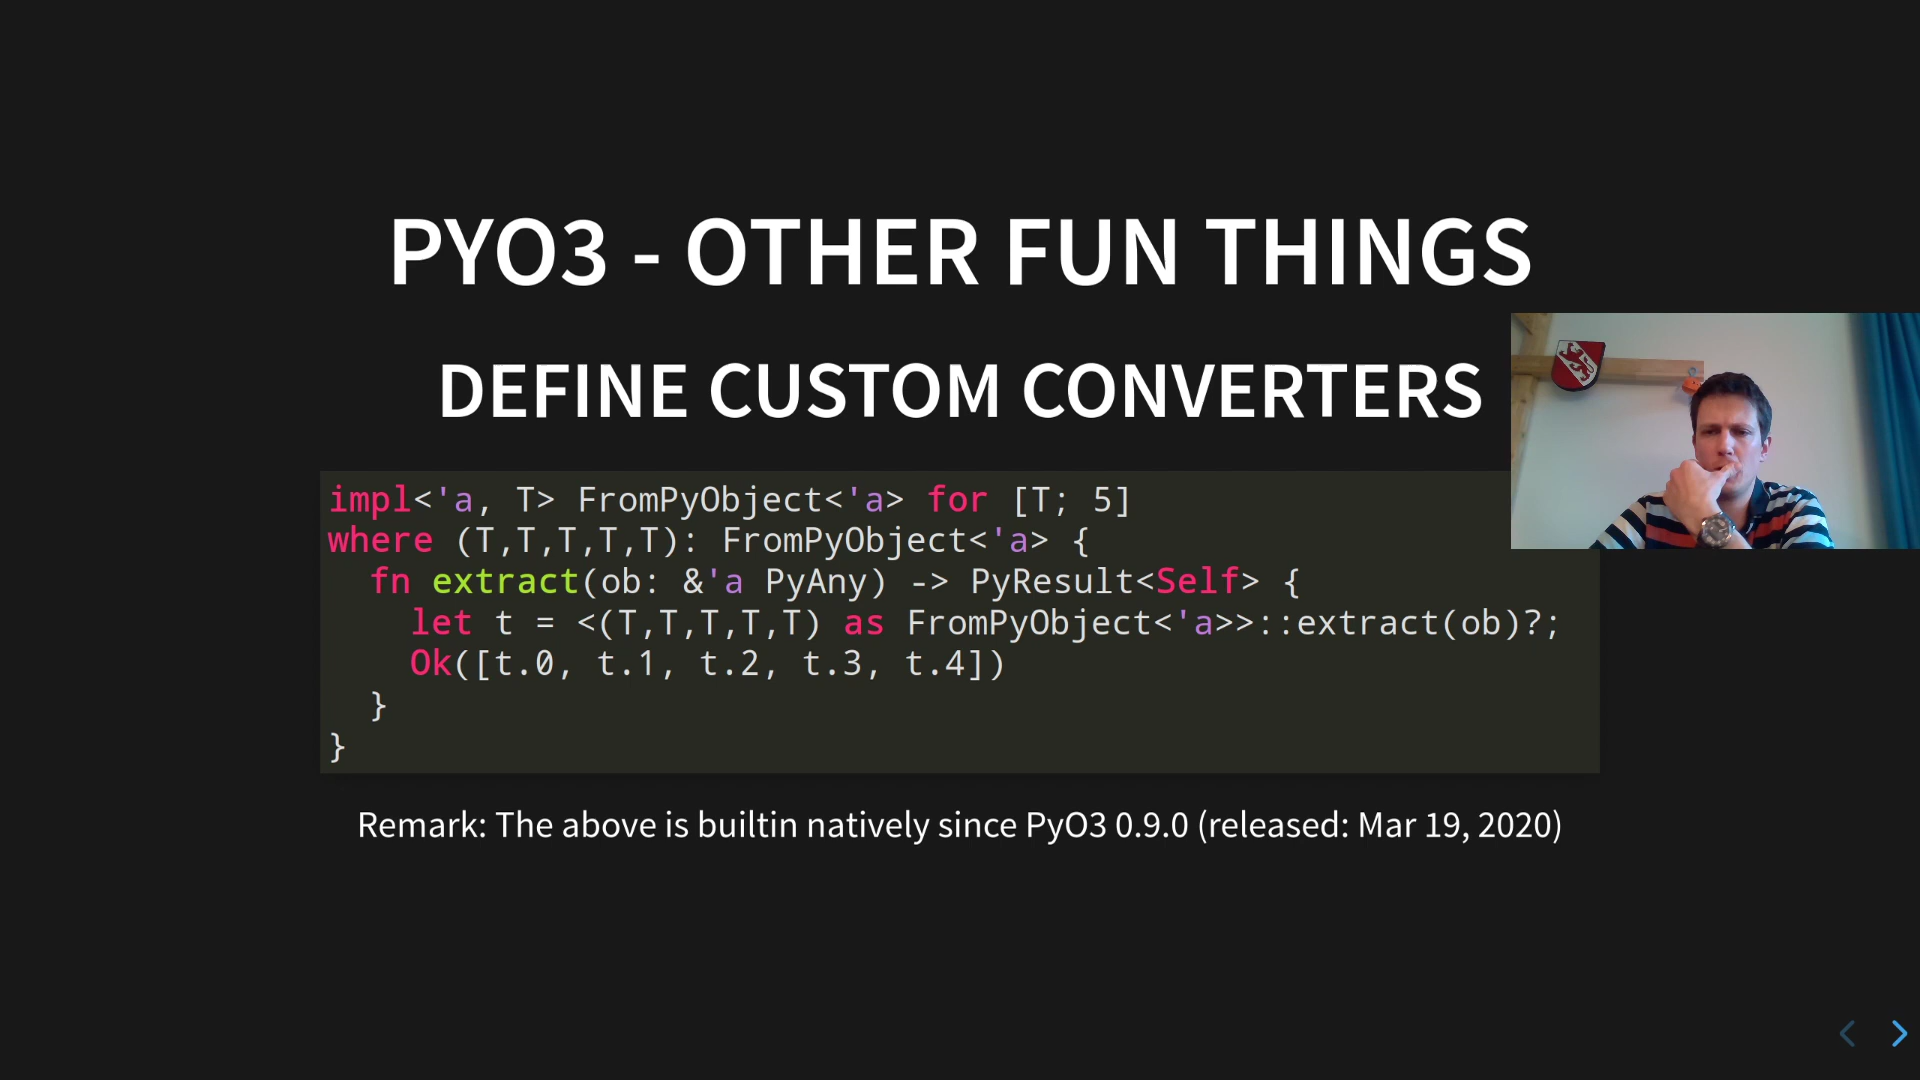 PYO3 - OTHER FUN THINGS
DEFINE CUSTOM CONVERTERS
impl<'a, T> FromPyObject<'a> for [T; 5]
where (T,T,T,T,T): FromPyObject<'a> {
  fn extract(ob: &'a PyAny) -> PyResult<Self> {
    let t = <(T,T,T,T,T) as FromPyObject<'a>>::extract(ob)?;
    Ok([t.0, t.1, t.2, t.3, t.4])
  }
}
Remark: The above is builtin natively since PyO3 0.9.0 (released: Mar 19, 2020)